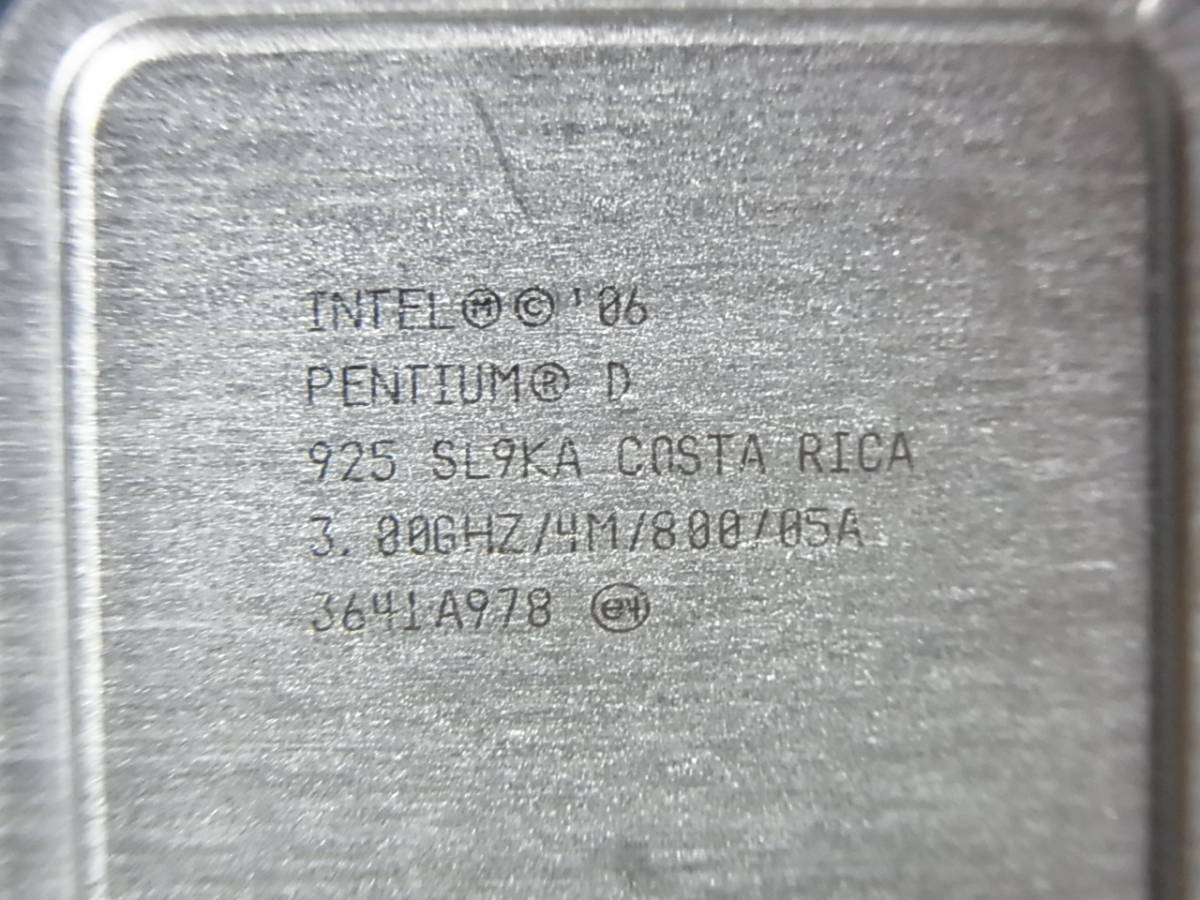 INTEL Ⓜ © '06
PENTIUM® D
925 SL9KA COSTA RICA
3.00GHZ/4M/800/05A
3641A978 e4